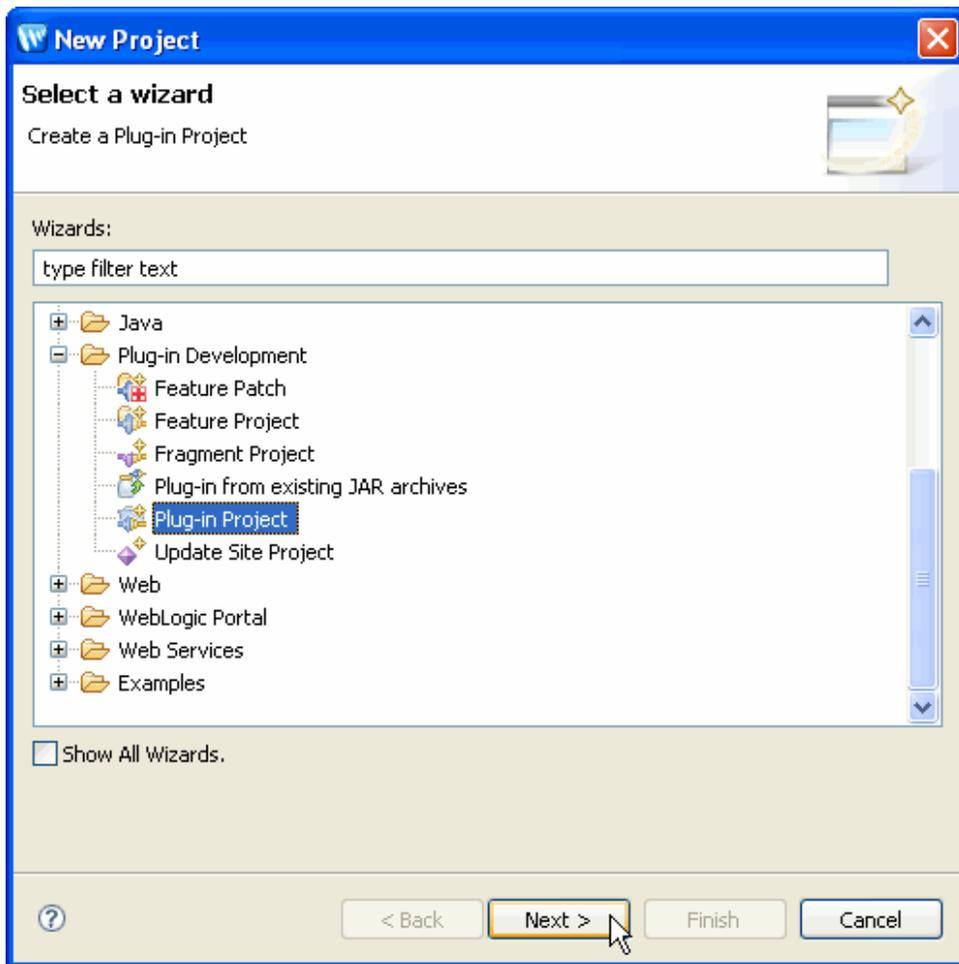 New Project
Select a wizard
Create a Plug-in Project
Wizards:
type filter text
Java
Plug-in Development
Feature Patch
Feature Project
Fragment Project
Plug-in from existing JAR archives
Plug-in Project
Update Site Project
Web
WebLogic Portal
Web Services
Examples
Show All Wizards.
? < Back Next > Finish Cancel